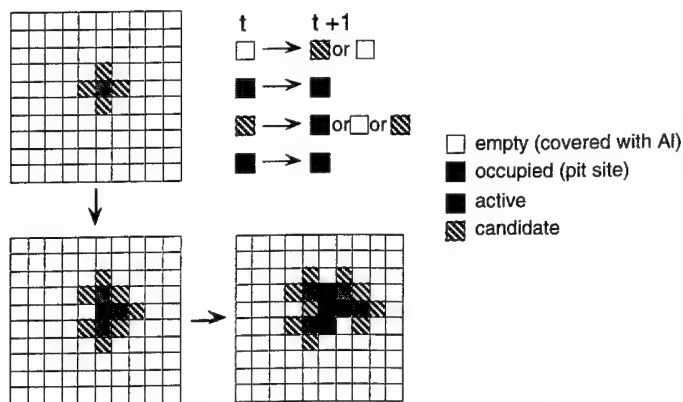 t t +1
or
or or
empty (covered with Al)
occupied (pit site)
active
candidate